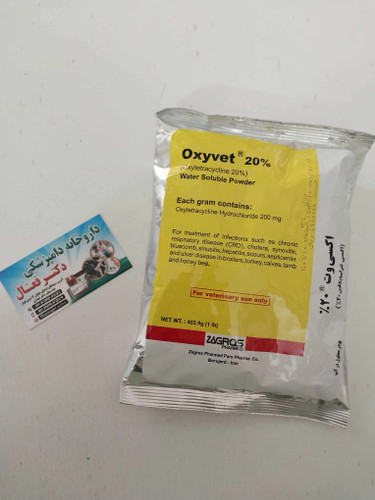 داروخانه دامپزشکی
دکتر فعال
Oxyvet® 20%
(Oxytetracycline 20%)
Water Soluble Powder
Each gram contains:
Oxytetracycline Hydrochloride 200 mg
For treatment of infections such as chronic
respiratory disease (CRD), cholera, synovitis,
bluecomb, sinusitis, hepatitis, scours, septicemia
and ulcer disease in broilers, turkey, calves, lamb
and honey beg.
For veterinary use only
NET WT. : 453.6g (1 lb)
ZAGROS
PHARMED
Zagros Pharmed Pars Pharma. Co.
Borujerd - Iran
اکسی وت ® ۲۰٪